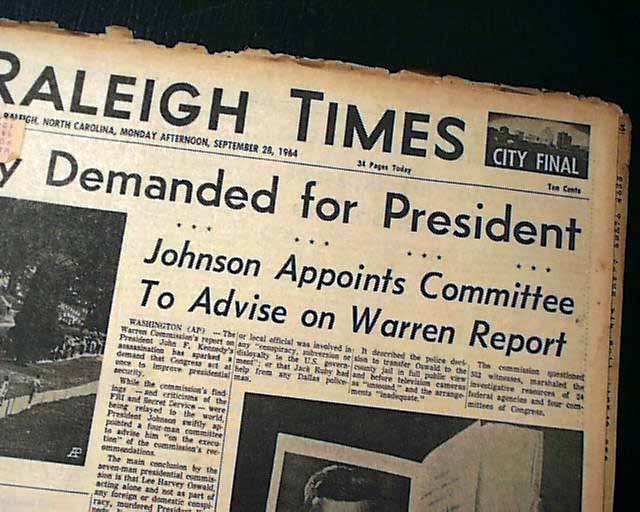 RALEIGH TIMES
RALEIGH, NORTH CAROLINA, MONDAY AFTERNOON, SEPTEMBER 28, 1964
34 Pages Today
CITY FINAL
Ten Cents
y Demanded for President
Johnson Appoints Committee
To Advise on Warren Report
WASHINGTON (AP) — The
Warren Commission's report on
President John F. Kennedy's
assassination has sparked a
demand that Congress act at
once to improve presidential
security.
While the commission's find-
ings — and criticisms of the
FBI and Secret Service — were
being relayed to the world,
President Johnson swiftly ap-
pointed a four-man committee
to advise him "on the execu-
tion" of the commission's rec-
ommendations.
The main conclusion by the
seven-man presidential commis-
sion is that Lee Harvey Oswald,
acting alone and not as part of
any foreign or domestic conspi-
racy, murdered President
or local official was involved in
any conspiracy, subversion or
disloyalty to the U.S. govern-
ment"; or that Jack Ruby had
help from any Dallas police-
man.
It described the police deci-
sion to transfer Oswald to the
county jail in full public view
and before television cameras
as "unsound" and the arrange-
ments "inadequate."
The commission questioned
552 witnesses, marshaled the
investigative resources of 24
federal agencies and four com-
mittees of Congress.
AP